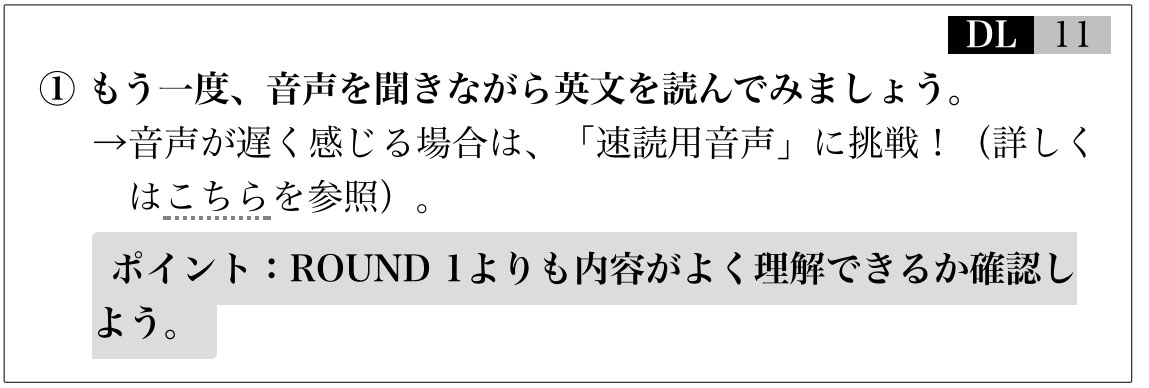 DL 11
① もう一度、音声を聞きながら英文を読んでみましょう。
→音声が遅く感じる場合は、「速読用音声」に挑戦！（詳しく
はこちらを参照）。
ポイント：ROUND 1よりも内容がよく理解できるか確認し
よう。